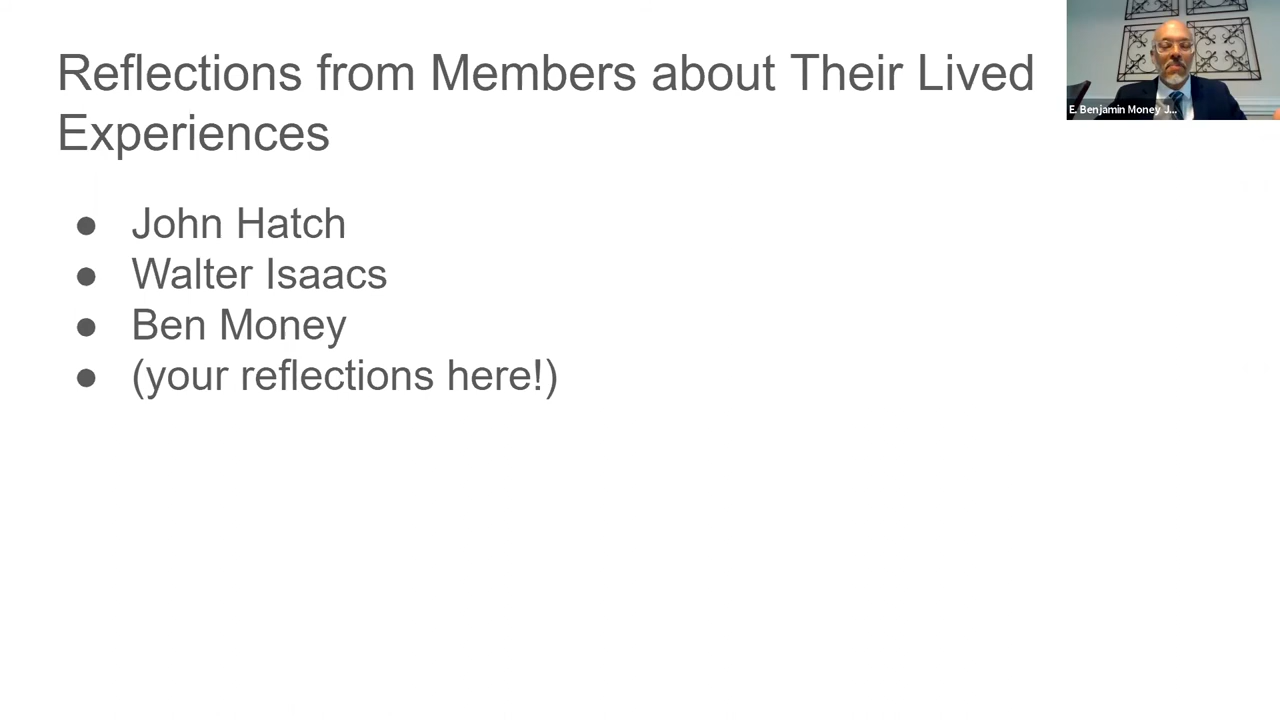 Reflections from Members about Their Lived
Experiences
● John Hatch
● Walter Isaacs
● Ben Money
● (your reflections here!)
E. Benjamin Money J...